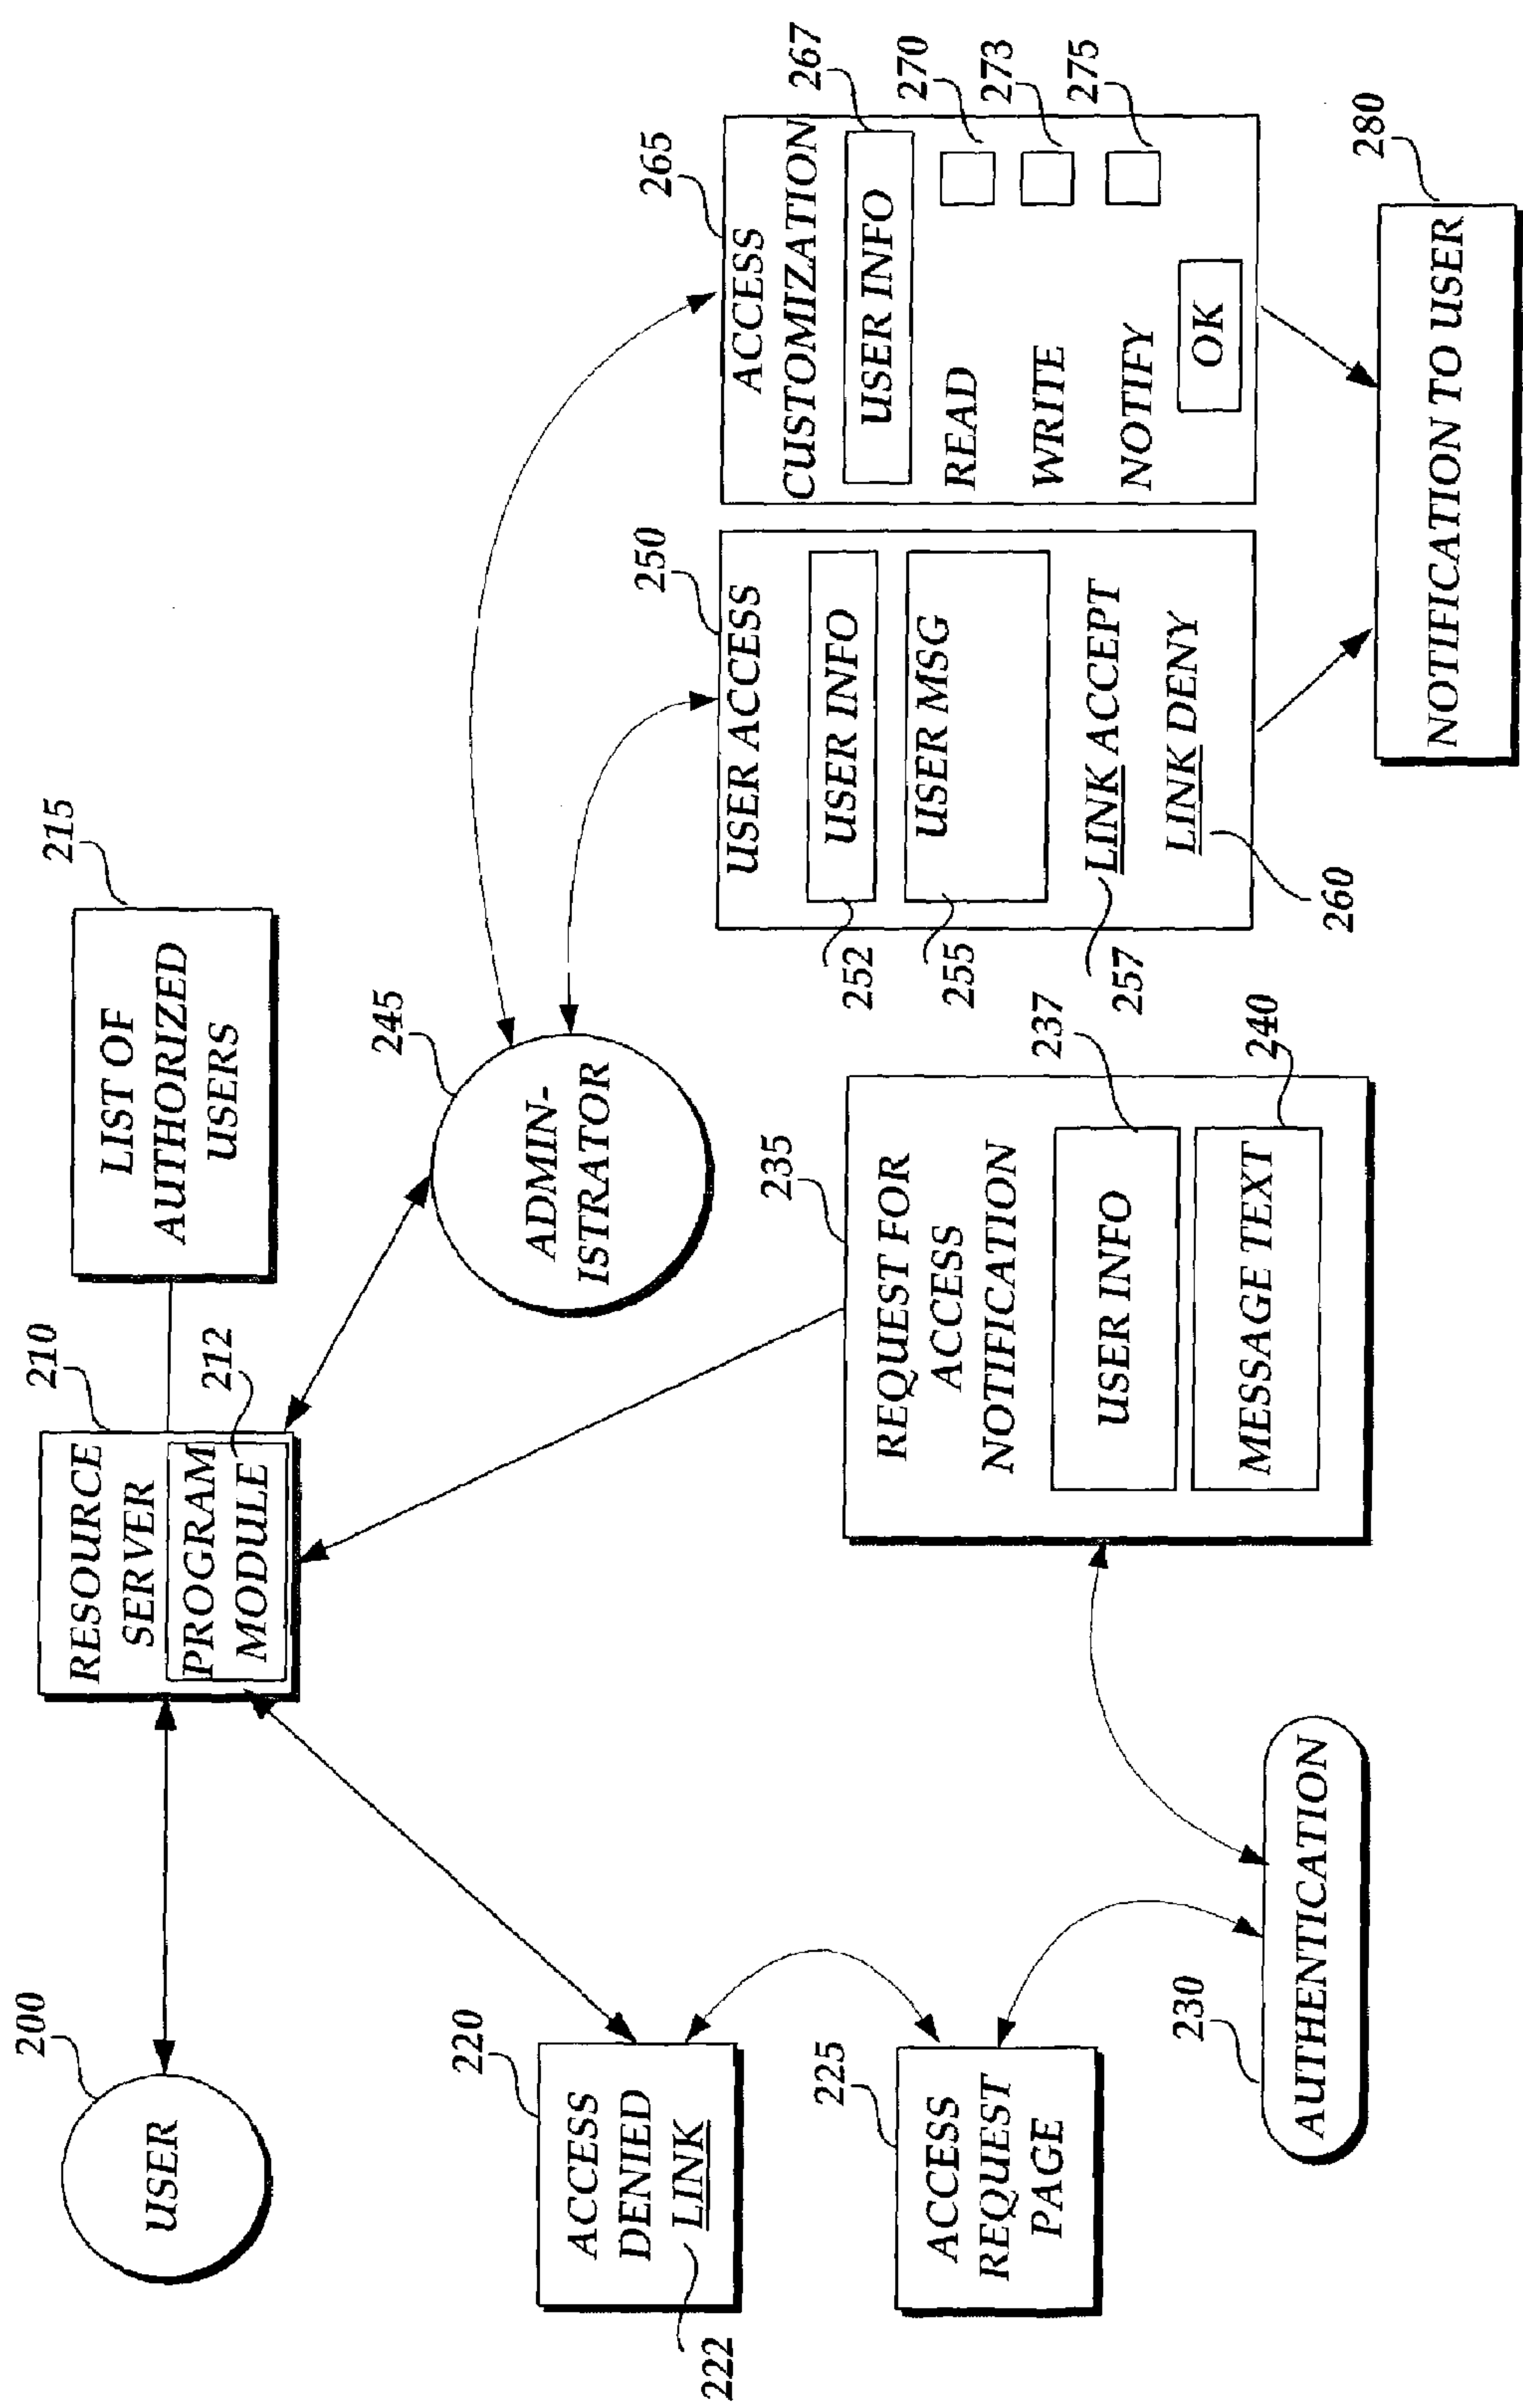 200
USER
210
RESOURCE
SERVER
PROGRAM
MODULE
212
215
LIST OF
AUTHORIZED
USERS
220
ACCESS
DENIED
LINK
222
225
ACCESS
REQUEST
PAGE
230
AUTHENTICATION
235
REQUEST FOR
ACCESS
NOTIFICATION
USER INFO
237
MESSAGE TEXT
240
245
ADMIN-
ISTRATOR
250
USER ACCESS
USER INFO
252
USER MSG
255
LINK ACCEPT
257
LINK DENY
260
265
ACCESS
CUSTOMIZATION
USER INFO
267
READ
270
WRITE
273
NOTIFY
275
OK
NOTIFICATION TO USER
280